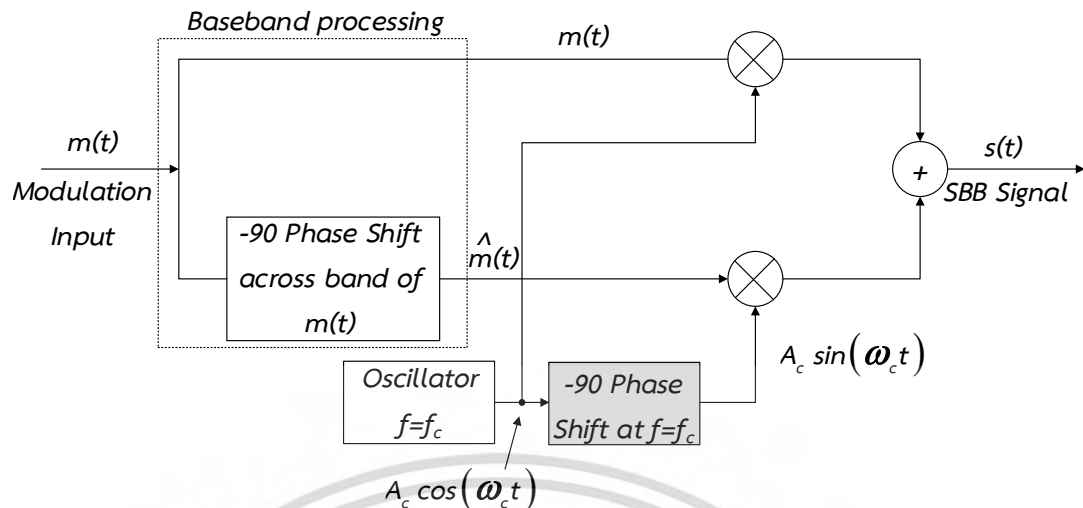 Baseband processing
m(t)
m(t)
Modulation
Input
-90 Phase Shift
across band of
m(t)
^
m(t)
+
s(t)
SBB Signal
Oscillator
f=f_c
-90 Phase
Shift at f=f_c
A_c sin(ω_c t)
A_c cos(ω_c t)